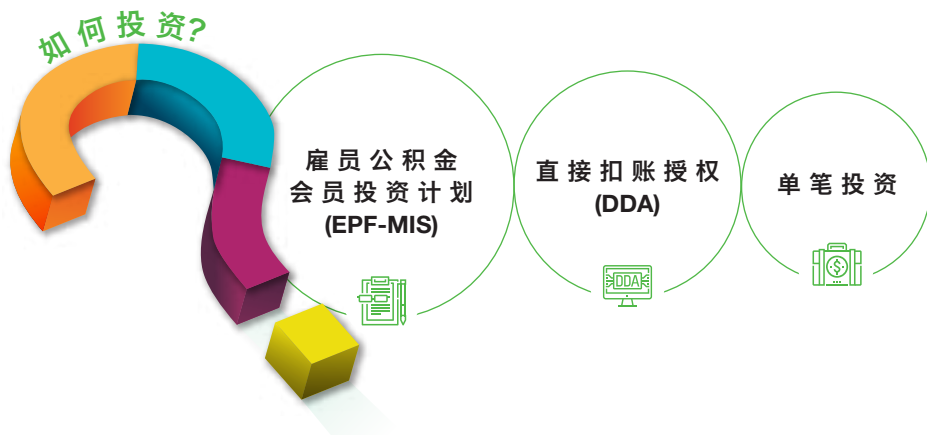 如何投资?
雇员公积金
会员投资计划
(EPF-MIS)
直接扣账授权
(DDA)
DDA
单笔投资
$